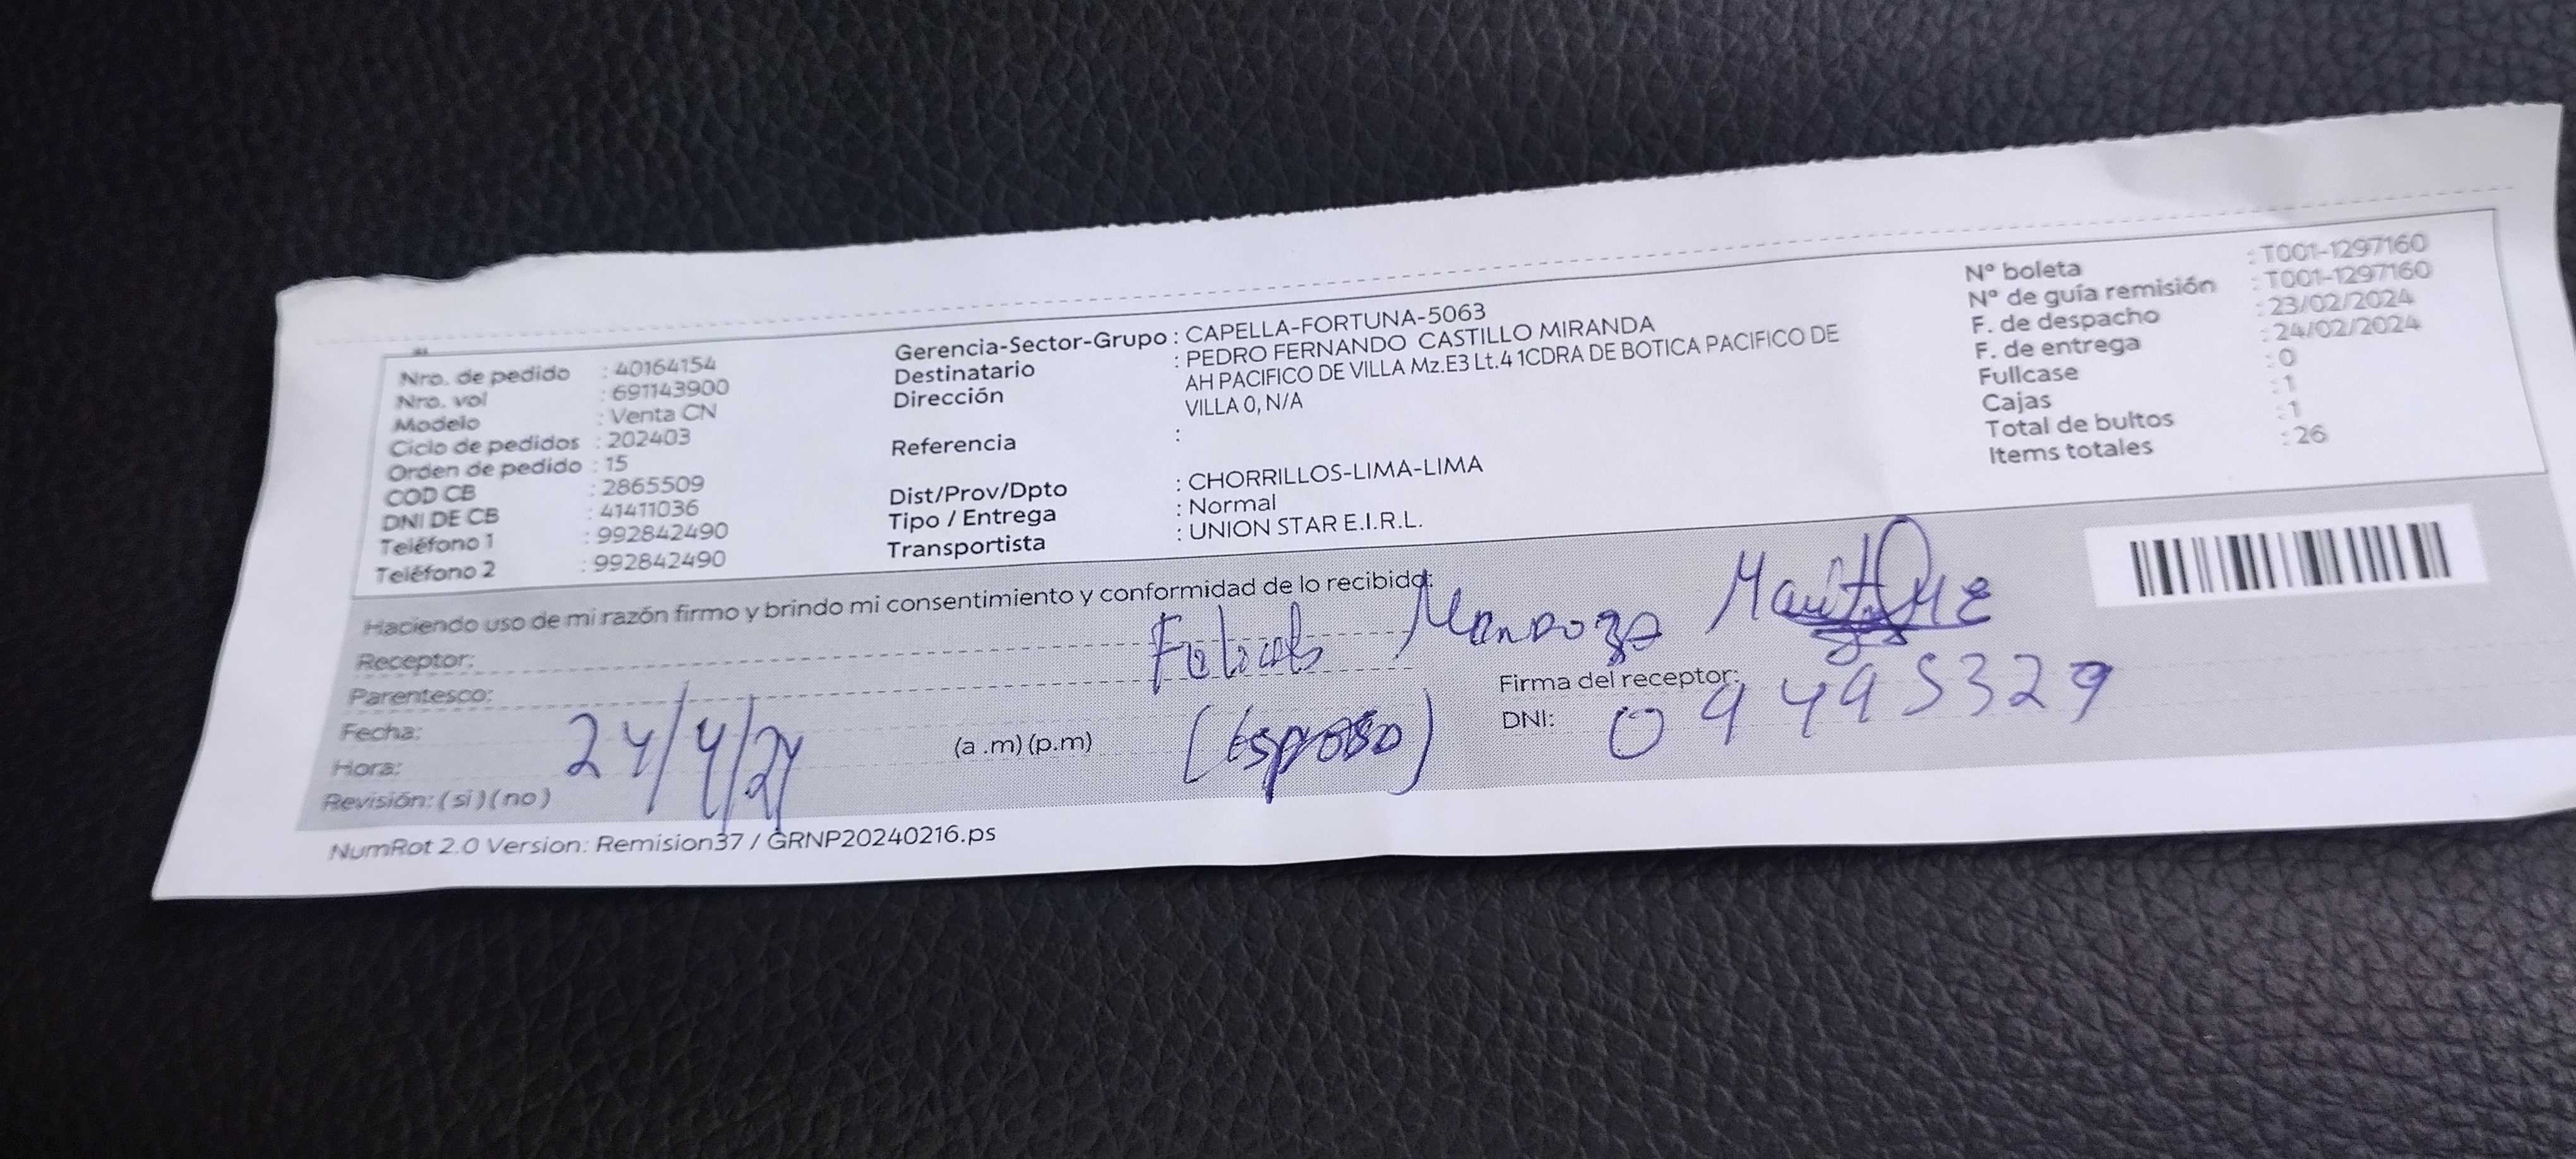 Nro. de pedido : 40164154
Nro. vol : 691143900
Modelo : Venta CN
Ciclo de pedidos : 202403
Orden de pedido : 15
COD CB : 2865509
DNI DE CB : 41411036
Teléfono 1 : 992842490
Teléfono 2 : 992842490
Gerencia-Sector-Grupo : CAPELLA-FORTUNA-5063
Destinatario : PEDRO FERNANDO CASTILLO MIRANDA
Dirección AH PACIFICO DE VILLA Mz.E3 Lt.4 1CDRA DE BOTICA PACIFICO DE
VILLA 0, N/A
Referencia :
Dist/Prov/Dpto : CHORRILLOS-LIMA-LIMA
Tipo / Entrega : Normal
Transportista : UNION STAR E.I.R.L.
N° boleta : T001-1297160
N° de guía remisión : T001-1297160
F. de despacho : 23/02/2024
F. de entrega : 24/02/2024
Fullcase : 0
Cajas : 1
Total de bultos : 1
Items totales : 26
Haciendo uso de mi razón firmo y brindo mi consentimiento y conformidad de lo recibido:
Receptor: Mendoza
Parentesco: (Esposo)
Firma del receptor:
Fecha: 24/4/24
DNI: 09495329
Hora: (a .m) (p.m)
Revisión: ( si ) ( no )
NumRot 2.0 Version: Remision37 / GRNP20240216.ps